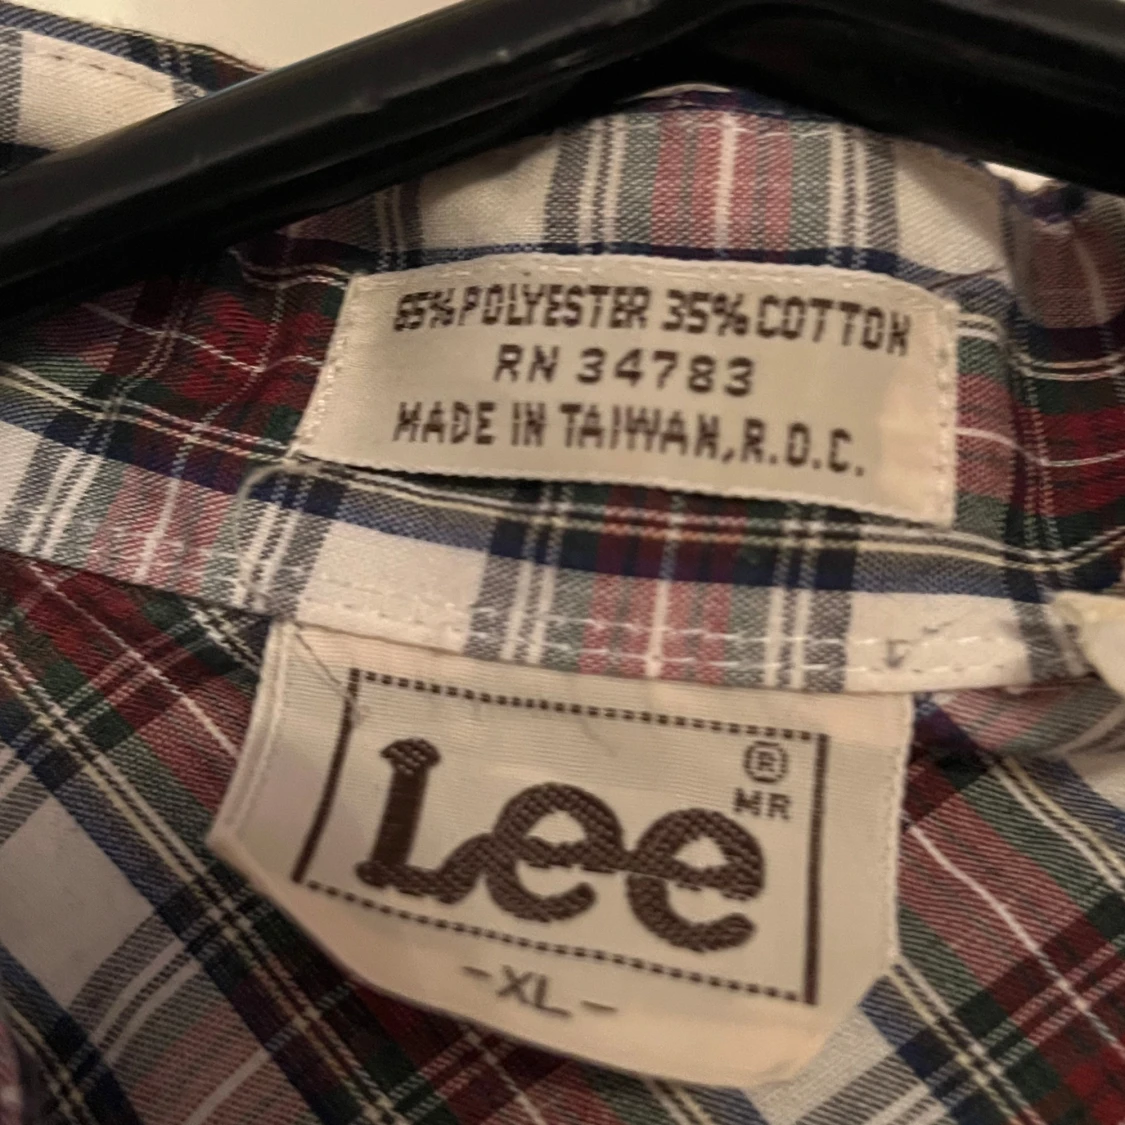 65% POLYESTER 35% COTTON
RN 34783
MADE IN TAIWAN, R.O.C.
Lee
®
MR
-XL-